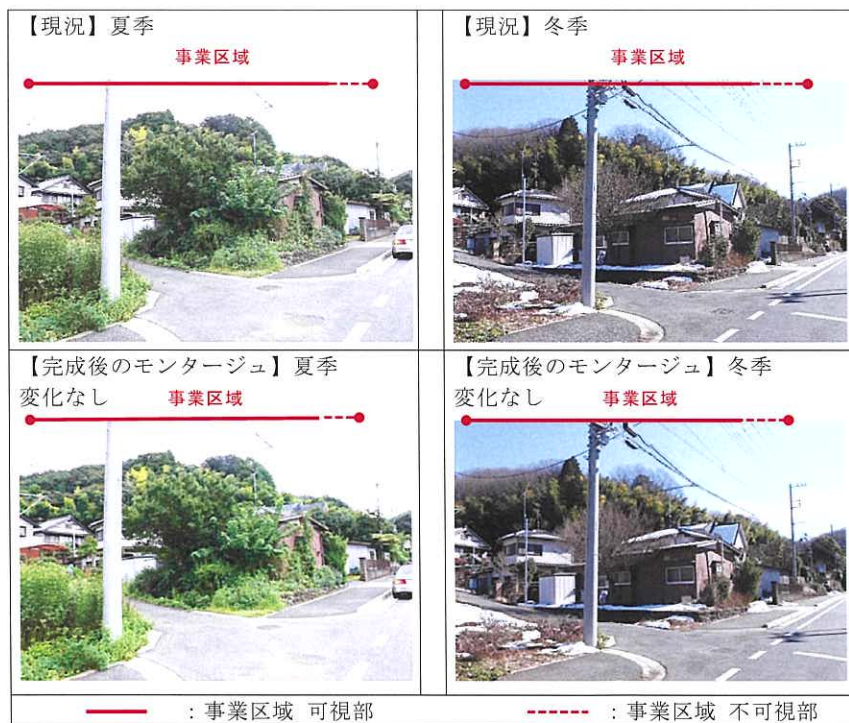 【現況】夏季
事業区域
【現況】冬季
事業区域
【完成後のモンタージュ】夏季
変化なし 事業区域
【完成後のモンタージュ】冬季
変化なし 事業区域
：事業区域 可視部
：事業区域 不可視部